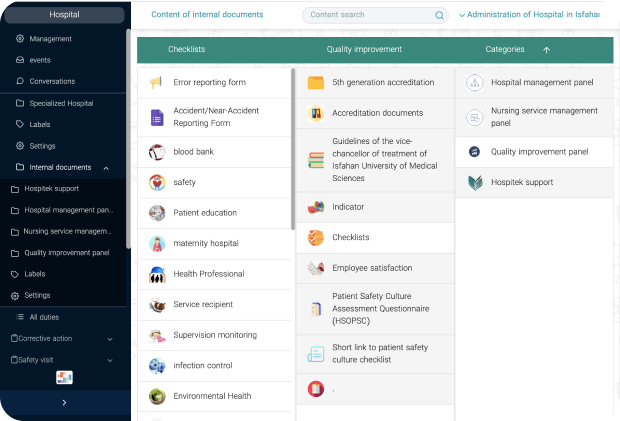 Hospital
Management
events
Conversations
Specialized Hospital
Labels
Settings
Internal documents
Hospitek support
Hospital management pan..
Nursing service managem..
Quality improvement panel
Labels
Settings
All duties
Corrective action
Safety visit
Content of internal documents
Content search
Administration of Hospital in Isfahar
Checklists
Quality improvement
Categories
Error reporting form
Accident/Near-Accident
Reporting Form
blood bank
safety
Patient education
maternity hospital
Health Professional
Service recipient
Supervision monitoring
infection control
Environmental Health
5th generation accreditation
Accreditation documents
Guidelines of the vice-
chancellor of treatment of
Isfahan University of Medical
Sciences
Indicator
Checklists
Employee satisfaction
Patient Safety Culture
Assessment Questionnaire
(HSOPSC)
Short link to patient safety
culture checklist
.
Hospital management panel
Nursing service management
panel
Quality improvement panel
Hospitek support